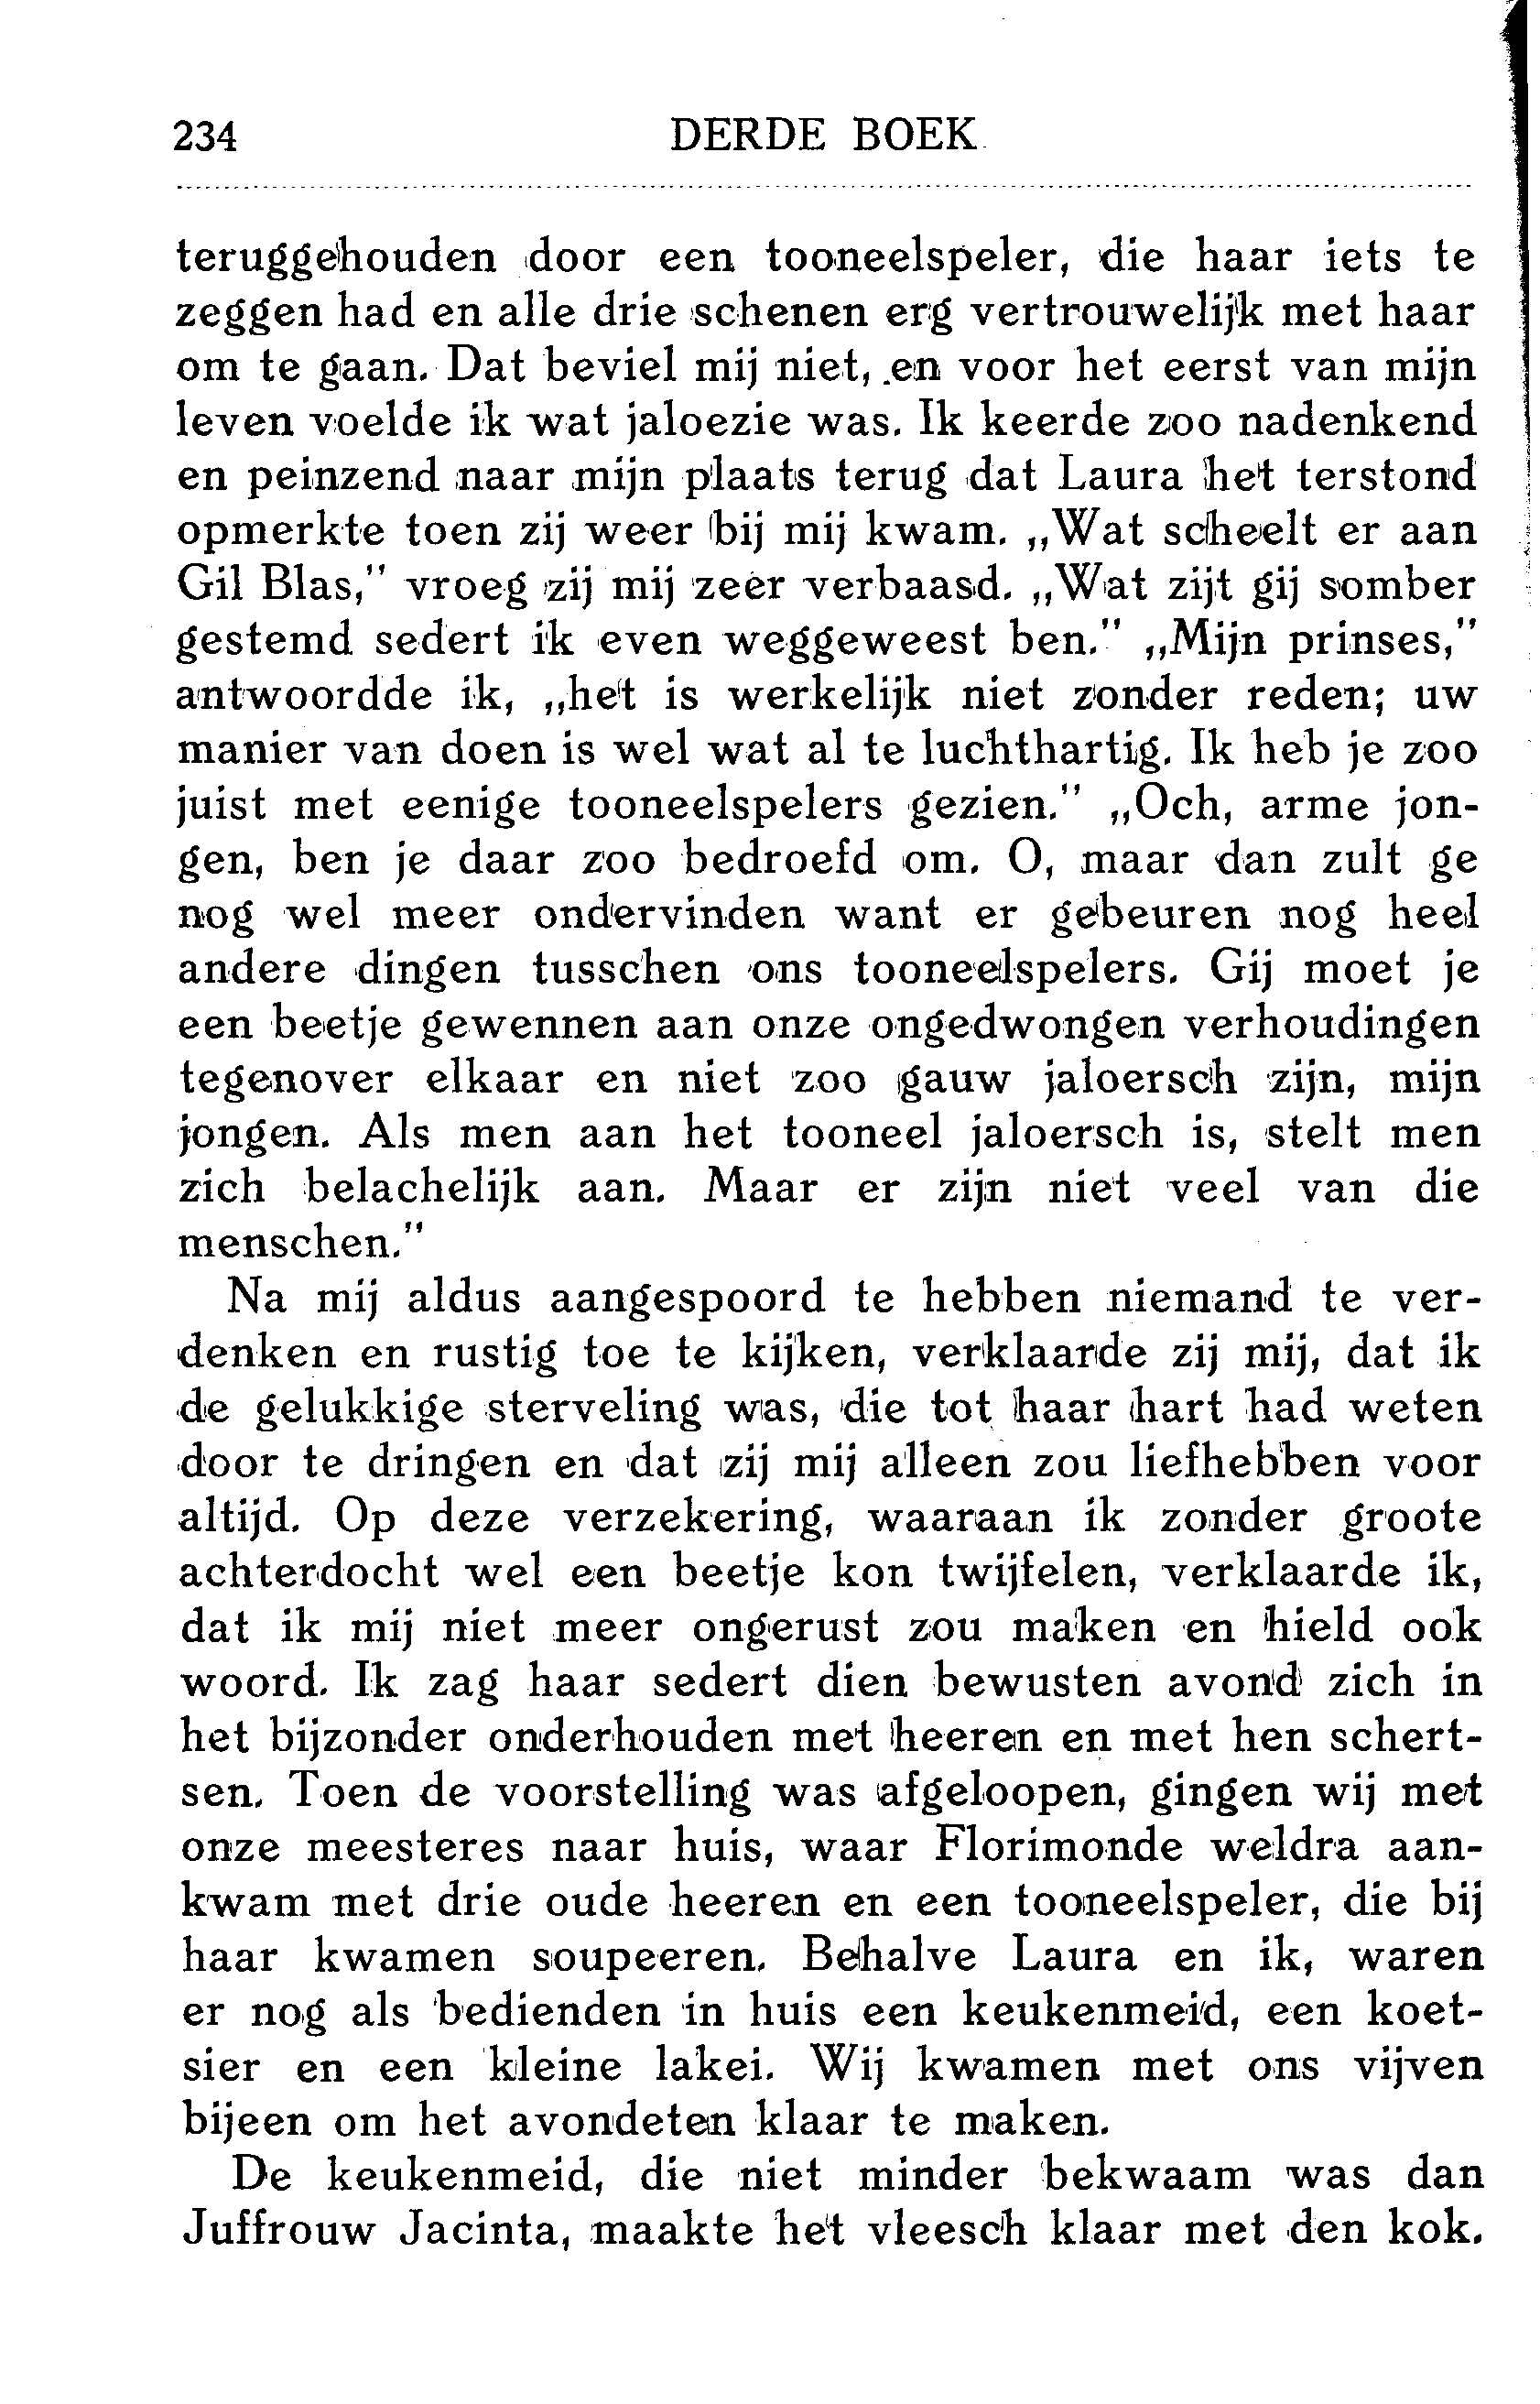 234 DERDE BOEK
teruggehouden door een tooneelspeler, die haar iets te
zeggen had en alle drie schenen erg vertrouwelijk met haar
om te gaan. Dat beviel mij niet, en voor het eerst van mijn
leven voelde ik wat jaloezie was. Ik keerde zoo nadenkend
en peinzend naar mijn plaats terug dat Laura het terstond
opmerkte toen zij weer bij mij kwam. „Wat scheelt er aan
Gil Blas," vroeg zij mij zeer verbaasd. „Wat zijt gij somber
gestemd sedert ik even weggeweest ben." „Mijn prinses,"
antwoordde ik, „het is werkelijk niet zonder reden; uw
manier van doen is wel wat al te luchthartig. Ik heb je zoo
juist met eenige tooneelspelers gezien." „Och, arme jon-
gen, ben je daar zoo bedroefd om. O, maar dan zult ge
nog wel meer ondervinden want er gebeuren nog heel
andere dingen tusschen ons tooneelspelers. Gij moet je
een beetje gewennen aan onze ongedwongen verhoudingen
tegenover elkaar en niet zoo gauw jaloersch zijn, mijn
jongen. Als men aan het tooneel jaloersch is, stelt men
zich belachelijk aan. Maar er zijn niet veel van die
menschen."
Na mij aldus aangespoord te hebben niemand te ver-
denken en rustig toe te kijken, verklaarde zij mij, dat ik
de gelukkige sterveling was, die tot haar hart had weten
door te dringen en dat zij mij alleen zou liefhebben voor
altijd. Op deze verzekering, waaraan ik zonder groote
achterdocht wel een beetje kon twijfelen, verklaarde ik,
dat ik mij niet meer ongerust zou maken en hield ook
woord. Ik zag haar sedert dien bewusten avond zich in
het bijzonder onderhouden met heeren en met hen schert-
sen. Toen de voorstelling was afgeloopen, gingen wij met
onze meesteres naar huis, waar Florimonde weldra aan-
kwam met drie oude heeren en een tooneelspeler, die bij
haar kwamen soupeeren. Behalve Laura en ik, waren
er nog als bedienden in huis een keukenmeid, een koet-
sier en een kleine lakei. Wij kwamen met ons vijven
bijeen om het avondeten klaar te maken.
De keukenmeid, die niet minder bekwaam was dan
Juffrouw Jacinta, maakte het vleesch klaar met den kok.